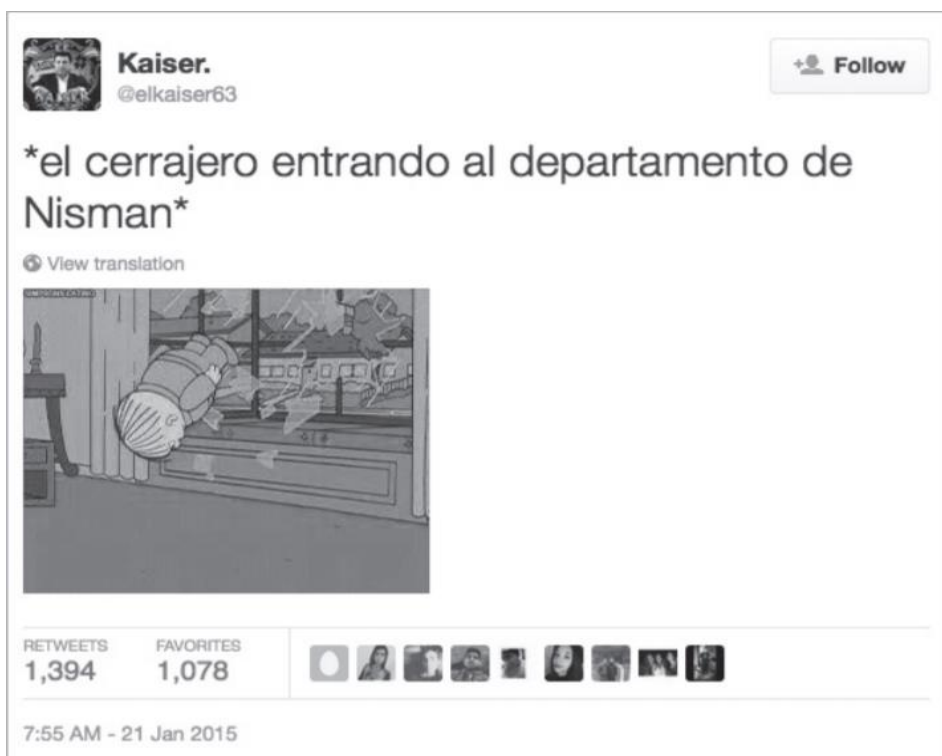 Kaiser.
@elkaiser63
Follow
*el cerrajero entrando al departamento de
Nisman*
View translation
RETWEETS
FAVORITES
1,394
1,078
7:55 AM - 21 Jan 2015